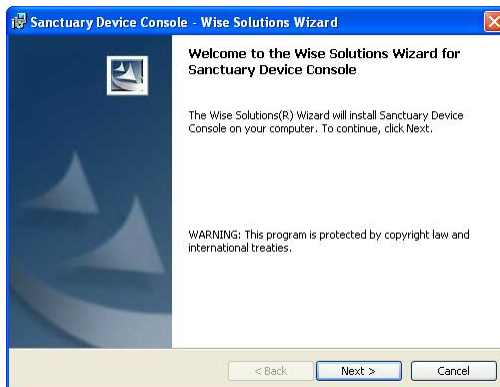 Sanctuary Device Console - Wise Solutions Wizard
Welcome to the Wise Solutions Wizard for
Sanctuary Device Console
The Wise Solutions(R) Wizard will install Sanctuary Device
Console on your computer. To continue, click Next.
WARNING: This program is protected by copyright law and
international treaties.
< Back Next > Cancel